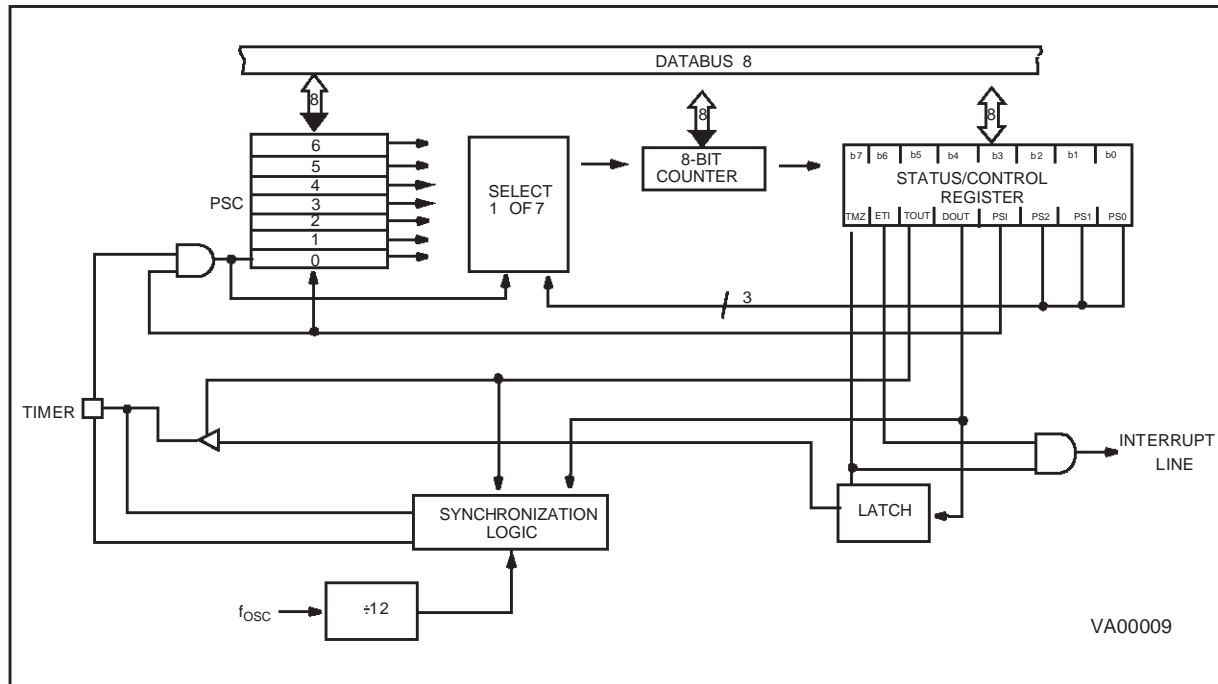 DATABUS 8
8
8
8
6
5
4
3
2
1
0
PSC
SELECT
1 OF 7
8-BIT
COUNTER
b7 b6 b5 b4 b3 b2 b1 b0
STATUS/CONTROL
REGISTER
TMZ ETI TOUT DOUT PSI PS2 PS1 PS0
3
TIMER
INTERRUPT
LINE
SYNCHRONIZATION
LOGIC
LATCH
fOSC
÷12
VA00009